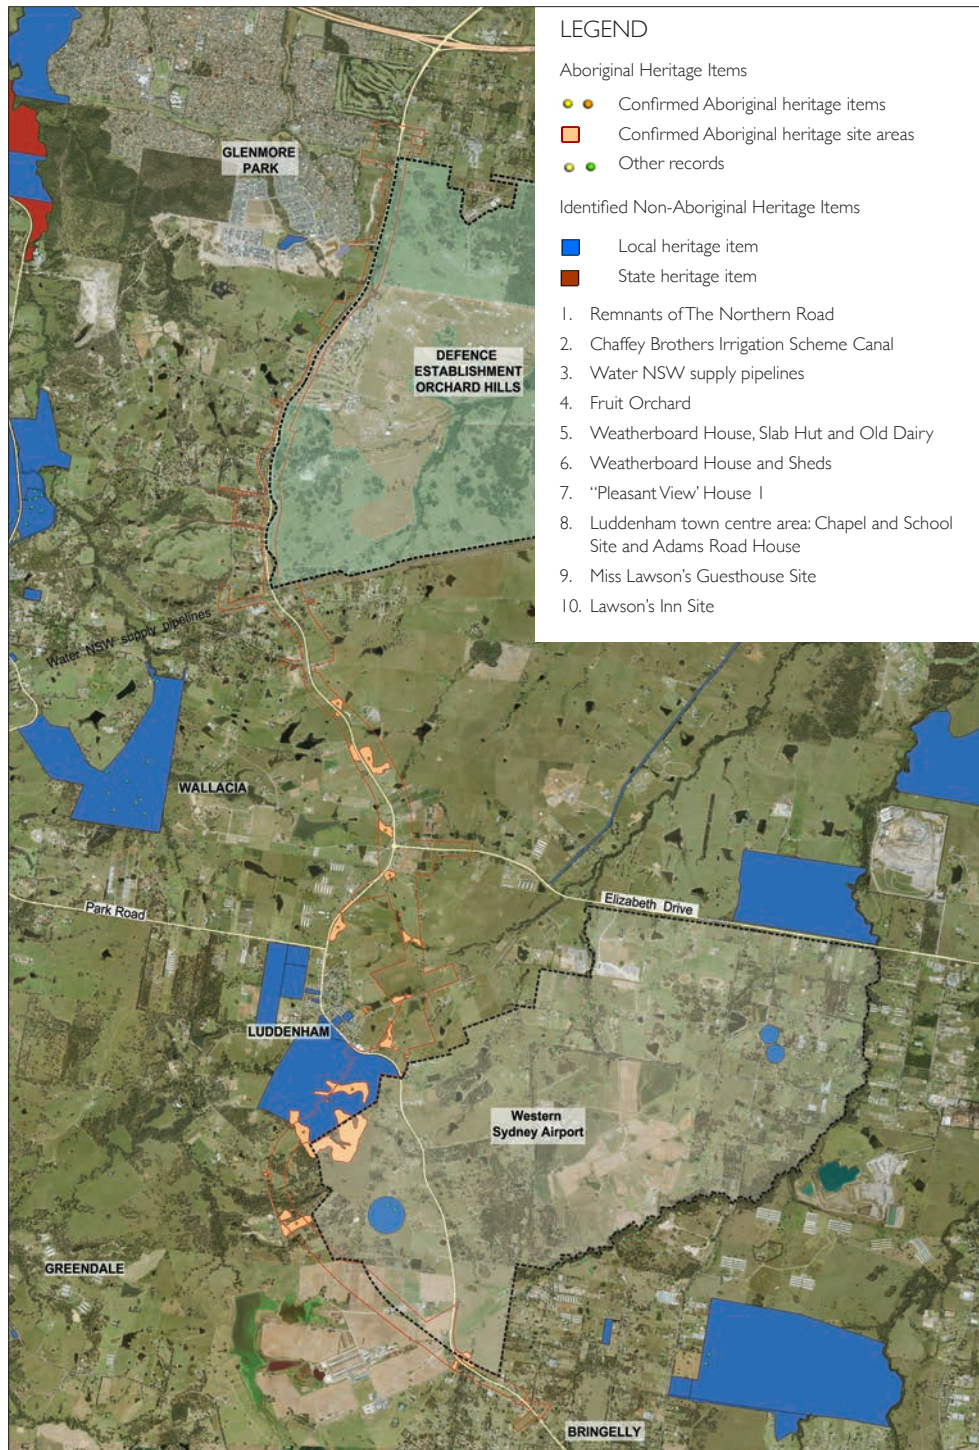 LEGEND
Aboriginal Heritage Items
Confirmed Aboriginal heritage items
Confirmed Aboriginal heritage site areas
Other records
Identified Non-Aboriginal Heritage Items
Local heritage item
State heritage item
1. Remnants of The Northern Road
2. Chaffey Brothers Irrigation Scheme Canal
3. Water NSW supply pipelines
4. Fruit Orchard
5. Weatherboard House, Slab Hut and Old Dairy
6. Weatherboard House and Sheds
7. “Pleasant View’ House 1
8. Luddenham town centre area: Chapel and School
Site and Adams Road House
9. Miss Lawson’s Guesthouse Site
10. Lawson’s Inn Site
GLENMORE
PARK
DEFENCE
ESTABLISHMENT
ORCHARD HILLS
Water NSW supply pipelines
WALLACIA
Park Road
Elizabeth Drive
LUDDENHAM
Western
Sydney Airport
GREENDALE
BRINGELLY